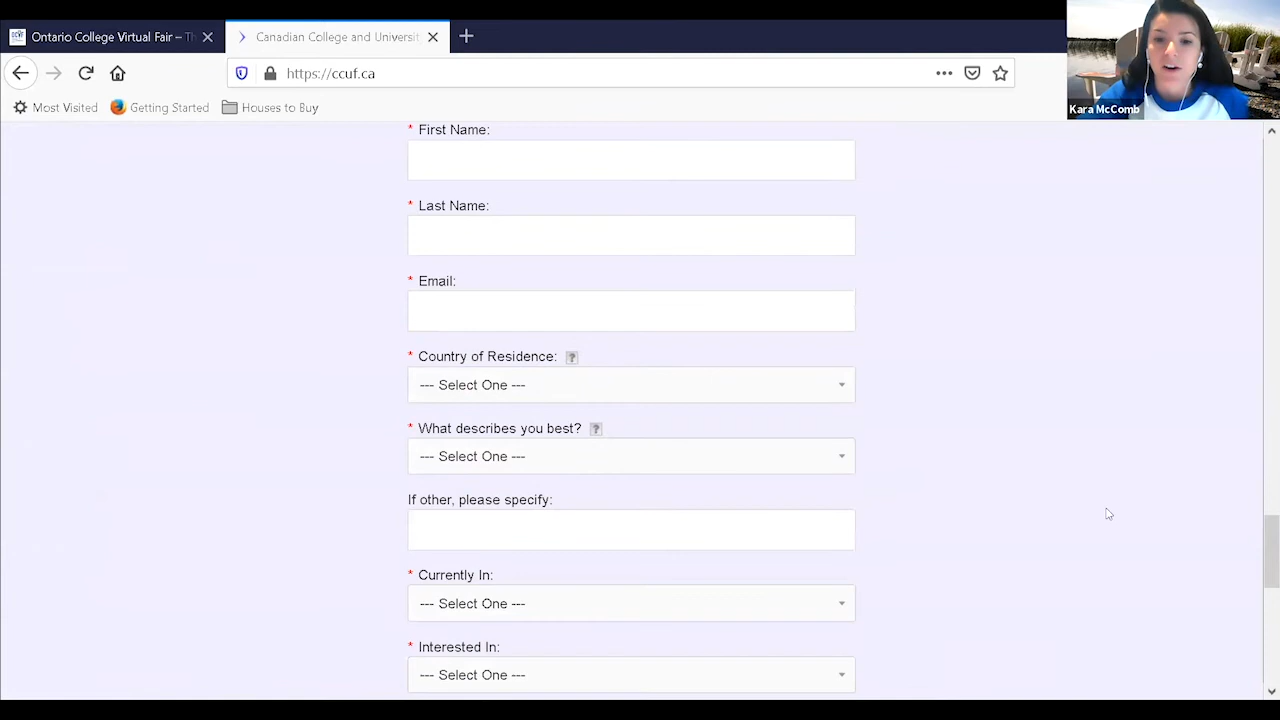 Ontario College Virtual Fair – Th
Canadian College and Universit
https://ccuf.ca
Most Visited
Getting Started
Houses to Buy
Kara McComb
* First Name:
* Last Name:
* Email:
* Country of Residence: ?
--- Select One ---
* What describes you best? ?
--- Select One ---
If other, please specify:
* Currently In:
--- Select One ---
* Interested In:
--- Select One ---